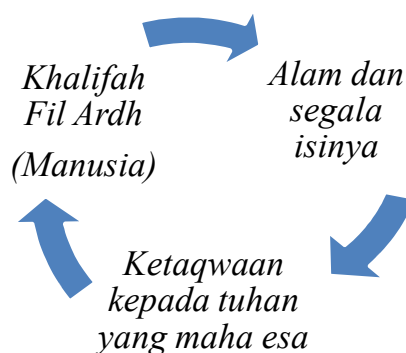 Khalifah
Fil Ardh
(Manusia)
Alam dan
segala
isinya
Ketaqwaan
kepada tuhan
yang maha esa